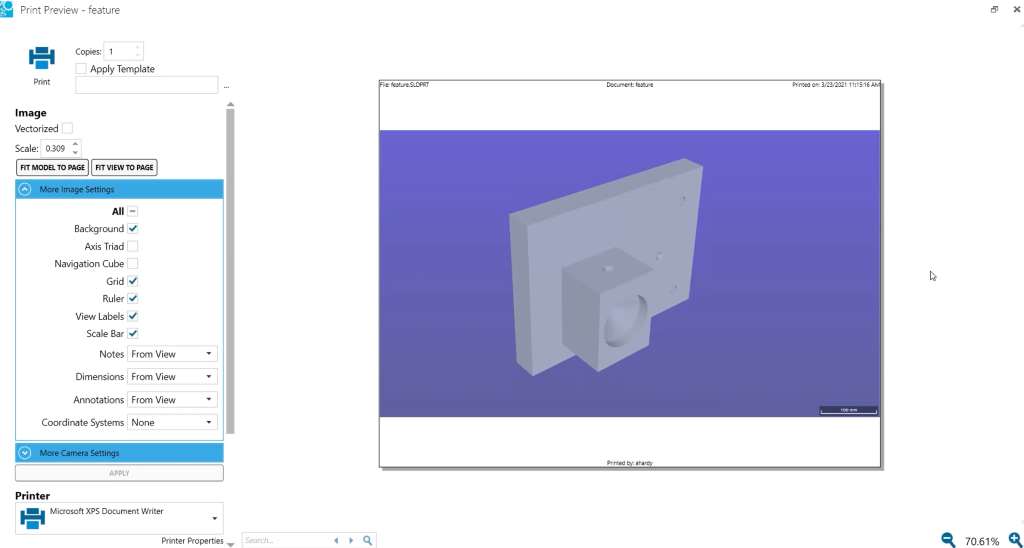 Print Preview - feature
Copies: 1
Apply Template
...
Print
Image
Vectorized
Scale: 0.309
FIT MODEL TO PAGE FIT VIEW TO PAGE
More Image Settings
All
Background
Axis Triad
Navigation Cube
Grid
Ruler
View Labels
Scale Bar
Notes From View
Dimensions From View
Annotations From View
Coordinate Systems None
More Camera Settings
APPLY
Printer
Microsoft XPS Document Writer
Printer Properties
File: feature.SLDPRT Document: feature Printed on: 3/23/2021 11:15:16 AM
100 mm
Printed by: ahardy
Search...
70.61%